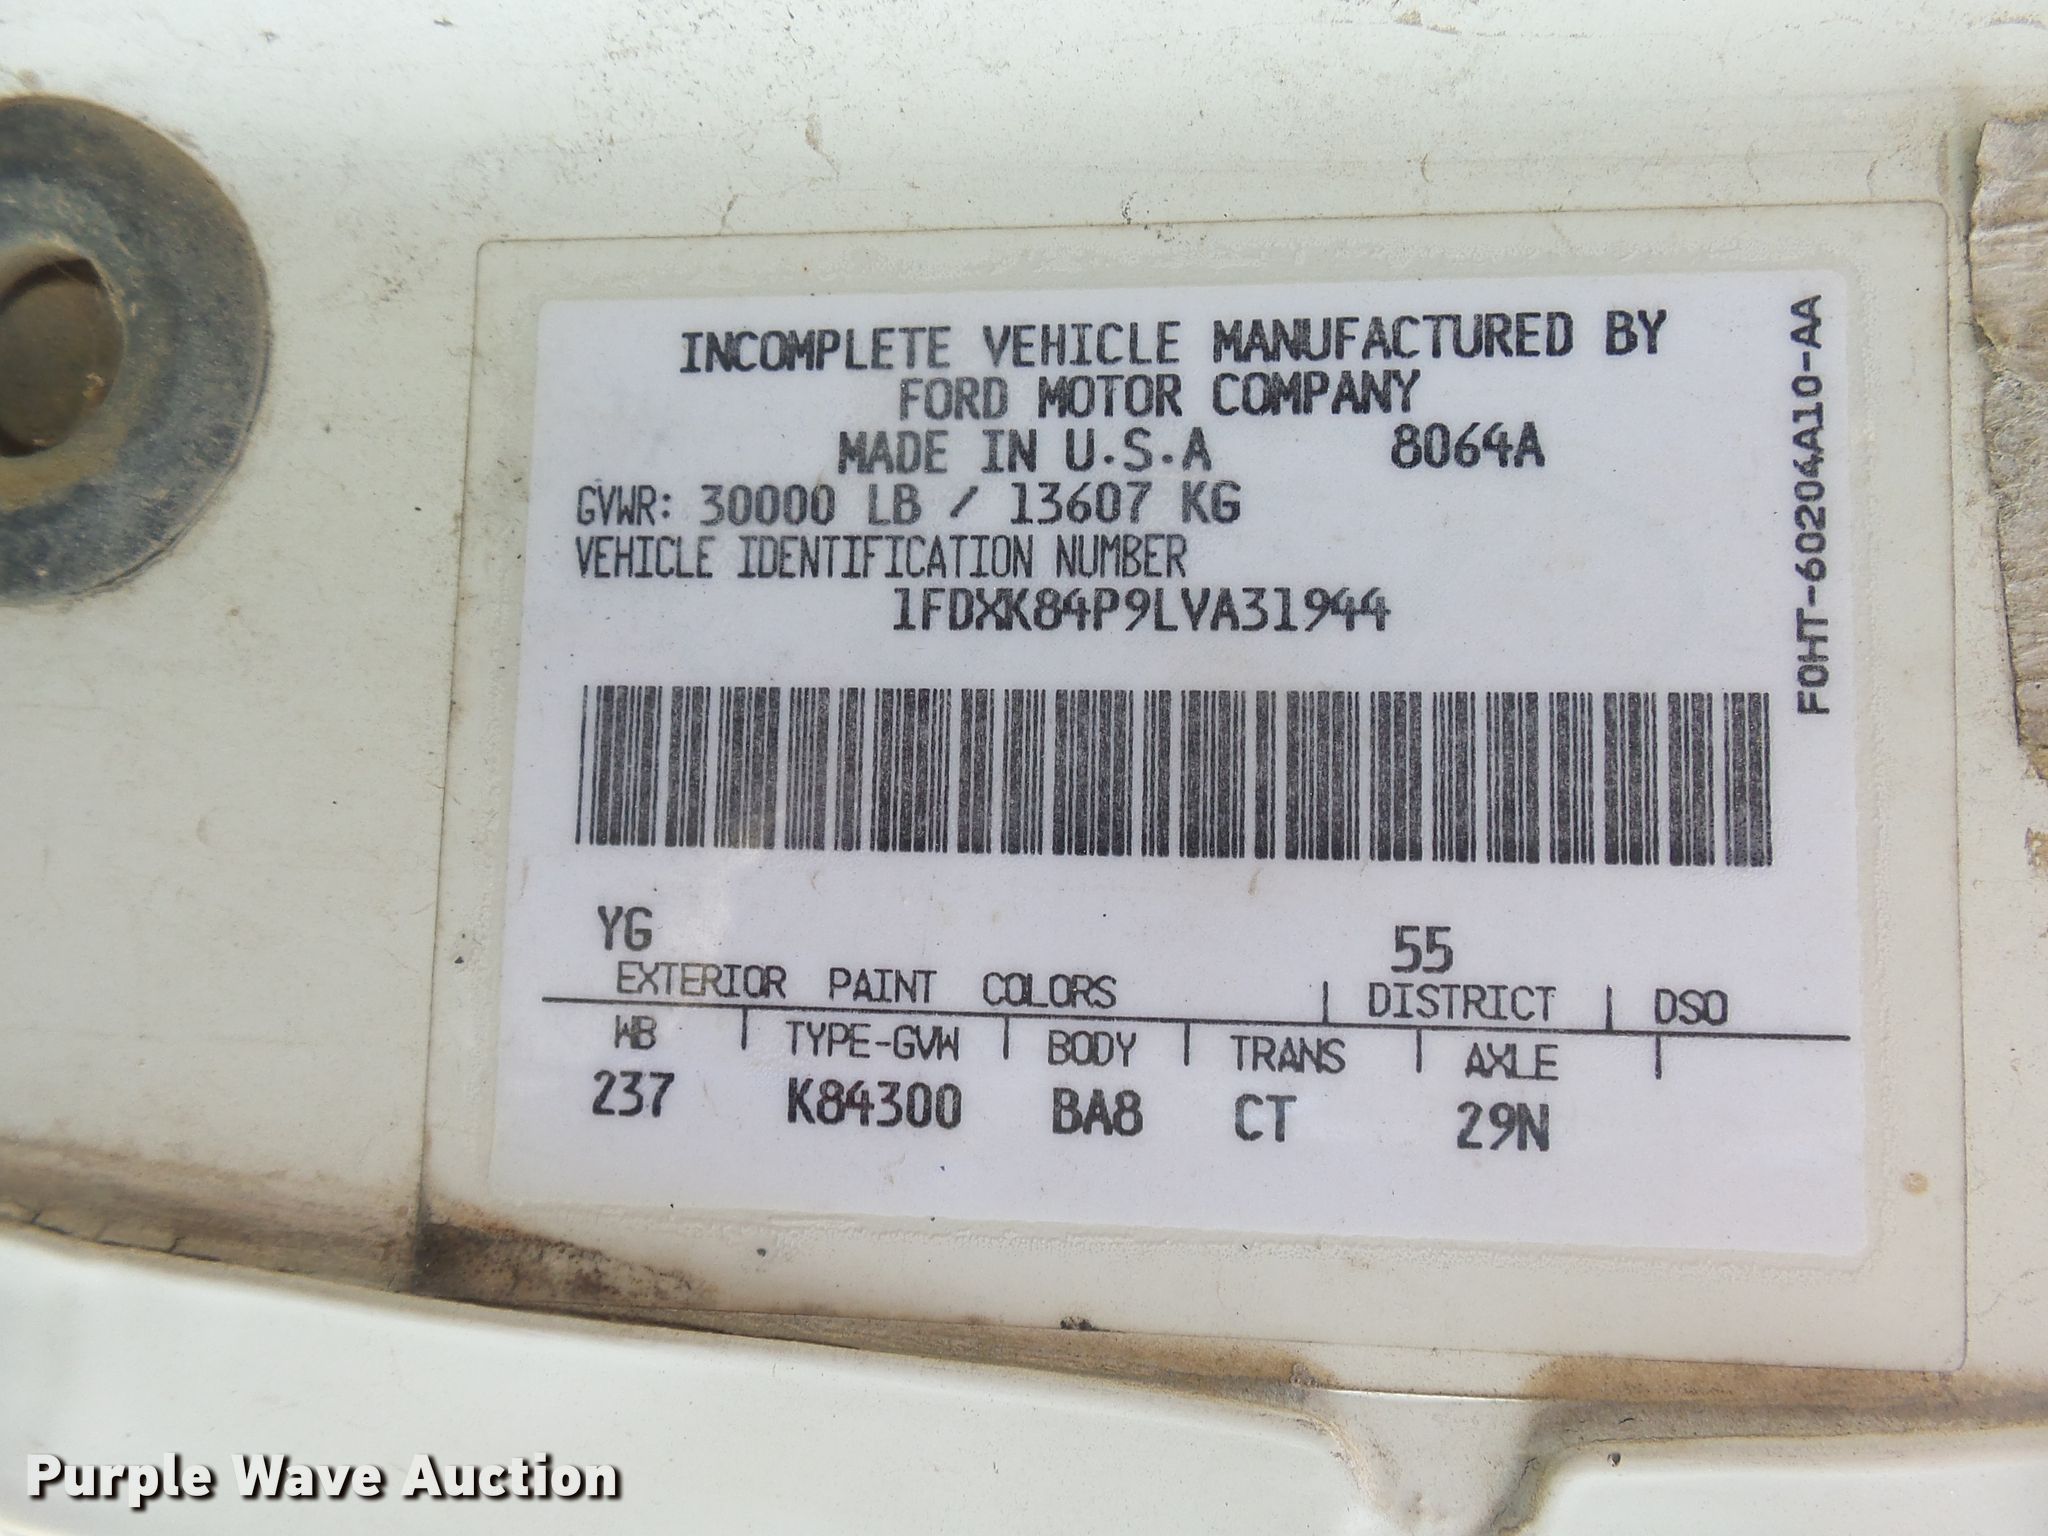 INCOMPLETE VEHICLE MANUFACTURED BY
FORD MOTOR COMPANY
MADE IN U.S.A 8064A
GVWR: 30000 LB / 13607 KG
VEHICLE IDENTIFICATION NUMBER
1FDXK84P9LVA31944
F0HT-60204A10-AA
YG 55
EXTERIOR PAINT COLORS | DISTRICT | DSO
WB | TYPE-GVW | BODY | TRANS | AXLE |
237 K84300 BA8 CT 29N
Purple Wave Auction